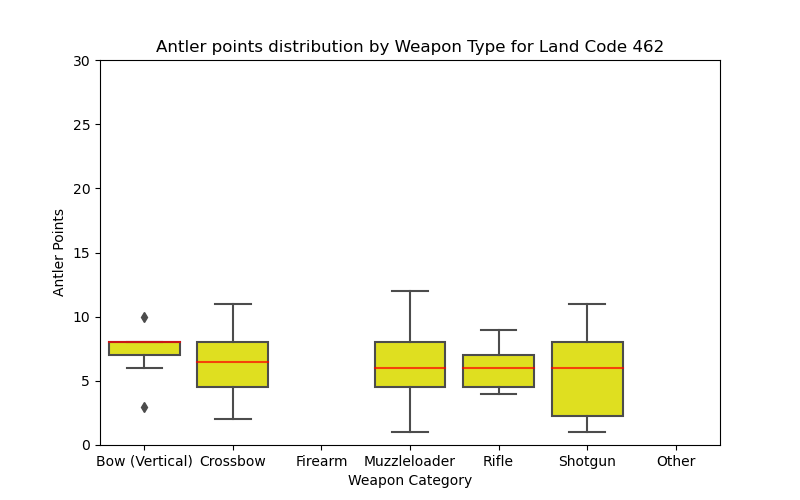 Antler points distribution by Weapon Type for Land Code 462
30
25
20
15
10
5
0
Antler Points
Bow (Vertical) Crossbow Firearm Muzzleloader Rifle Shotgun Other
Weapon Category